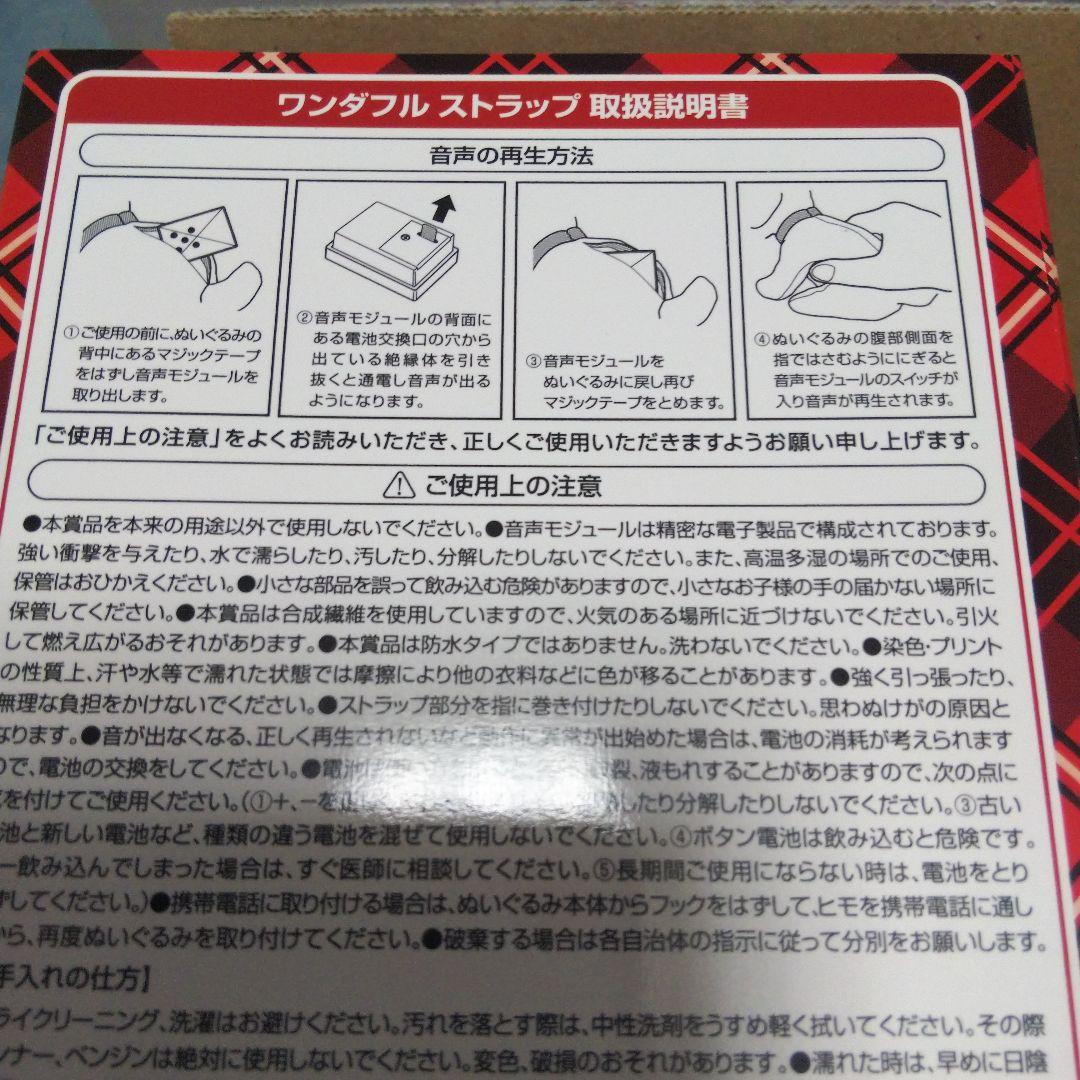 ワンダフル ストラップ 取扱説明書
音声の再生方法
①ご使用の前に、ぬいぐるみの
背中にあるマジックテープ
をはずし音声モジュールを
取り出します。
②音声モジュールの背面に
ある電池交換口の穴から
出ている絶縁体を引き
抜くと通電し音声が出る
ようになります。
③音声モジュールを
ぬいぐるみに戻し再び
マジックテープをとめます。
④ぬいぐるみの腹部側面を
指ではさむようににぎると
音声モジュールのスイッチが
入り音声が再生されます。
「ご使用上の注意」をよくお読みいただき、正しくご使用いただきますようお願い申し上げます。
⚠ ご使用上の注意
●本賞品を本来の用途以外で使用しないでください。●音声モジュールは精密な電子製品で構成されております。
強い衝撃を与えたり、水で濡らしたり、汚したり、分解したりしないでください。また、高温多湿の場所でのご使用、
保管はおひかえください。●小さな部品を誤って飲み込む危険がありますので、小さなお子様の手の届かない場所に
保管してください。●本賞品は合成繊維を使用していますので、火気のある場所に近づけないでください。引火
して燃え広がるおそれがあります。●本賞品は防水タイプではありません。洗わないでください。●染色・プリント
の性質上、汗や水等で濡れた状態では摩擦により他の衣料などに色が移ることがあります。●強く引っ張ったり、
無理な負担をかけないでください。●ストラップ部分を指に巻き付けたりしないでください。思わぬけがの原因と
なります。●音が出なくなる、正しく再生されないなど動作に異常が出始めた場合は、電池の消耗が考えられます
ので、電池の交換をしてください。●電池は 裂、液もれすることがありますので、次の点に
を付けてご使用ください。(①+、−を したり分解したりしないでください。③古い
池と新しい電池など、種類の違う電池を混ぜて使用しないでください。④ボタン電池は飲み込むと危険です。
一飲み込んでしまった場合は、すぐ医師に相談してください。⑤長期間ご使用にならない時は、電池をとり
ずしてください。)●携帯電話に取り付ける場合は、ぬいぐるみ本体からフックをはずして、ヒモを携帯電話に通し
から、再度ぬいぐるみを取り付けてください。●破棄する場合は各自治体の指示に従って分別をお願いします。
手入れの仕方】
ライクリーニング、洗濯はお避けください。汚れを落とす際は、中性洗剤をうすめ軽く拭いてください。その際
ンナー、ベンジンは絶対に使用しないでください。変色、破損のおそれがあります。●濡れた時は、早めに日陰